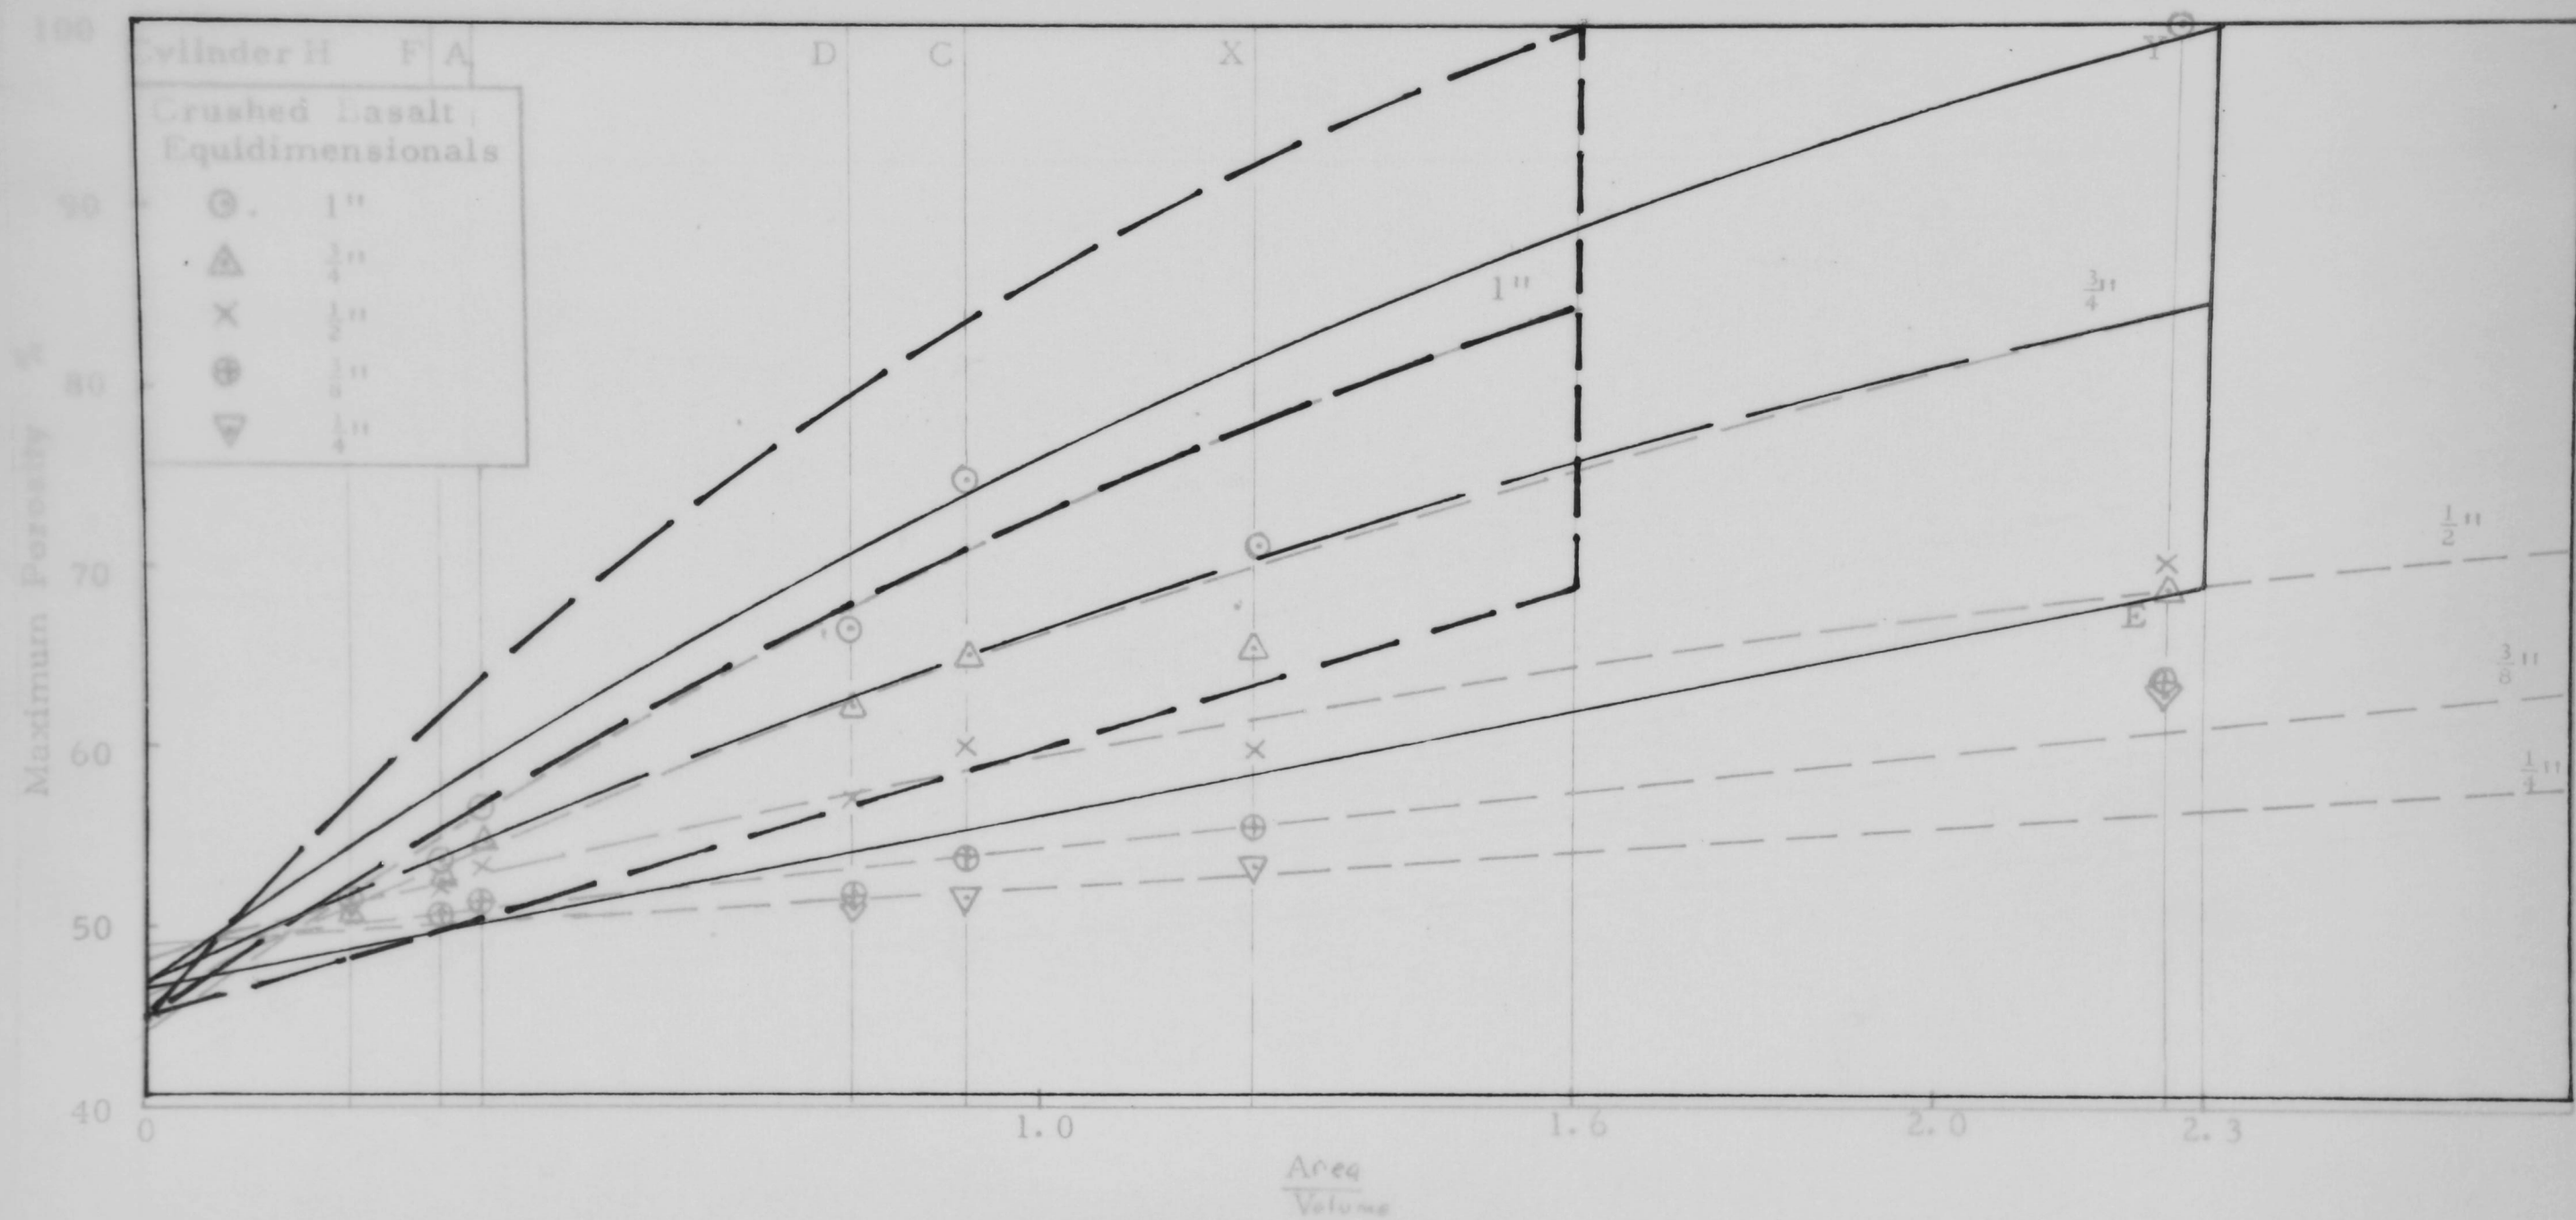 100
Cylinder H F A D C X Y
Crushed Basalt
Equidimensionals
1"
3/4"
1/2"
3/8"
1/4"
90
80
70
60
50
40
Maximum Porosity %
1"
3/4"
1/2"
E
3/8"
1/4"
0 1.0 1.6 2.0 2.3
Area
Volume